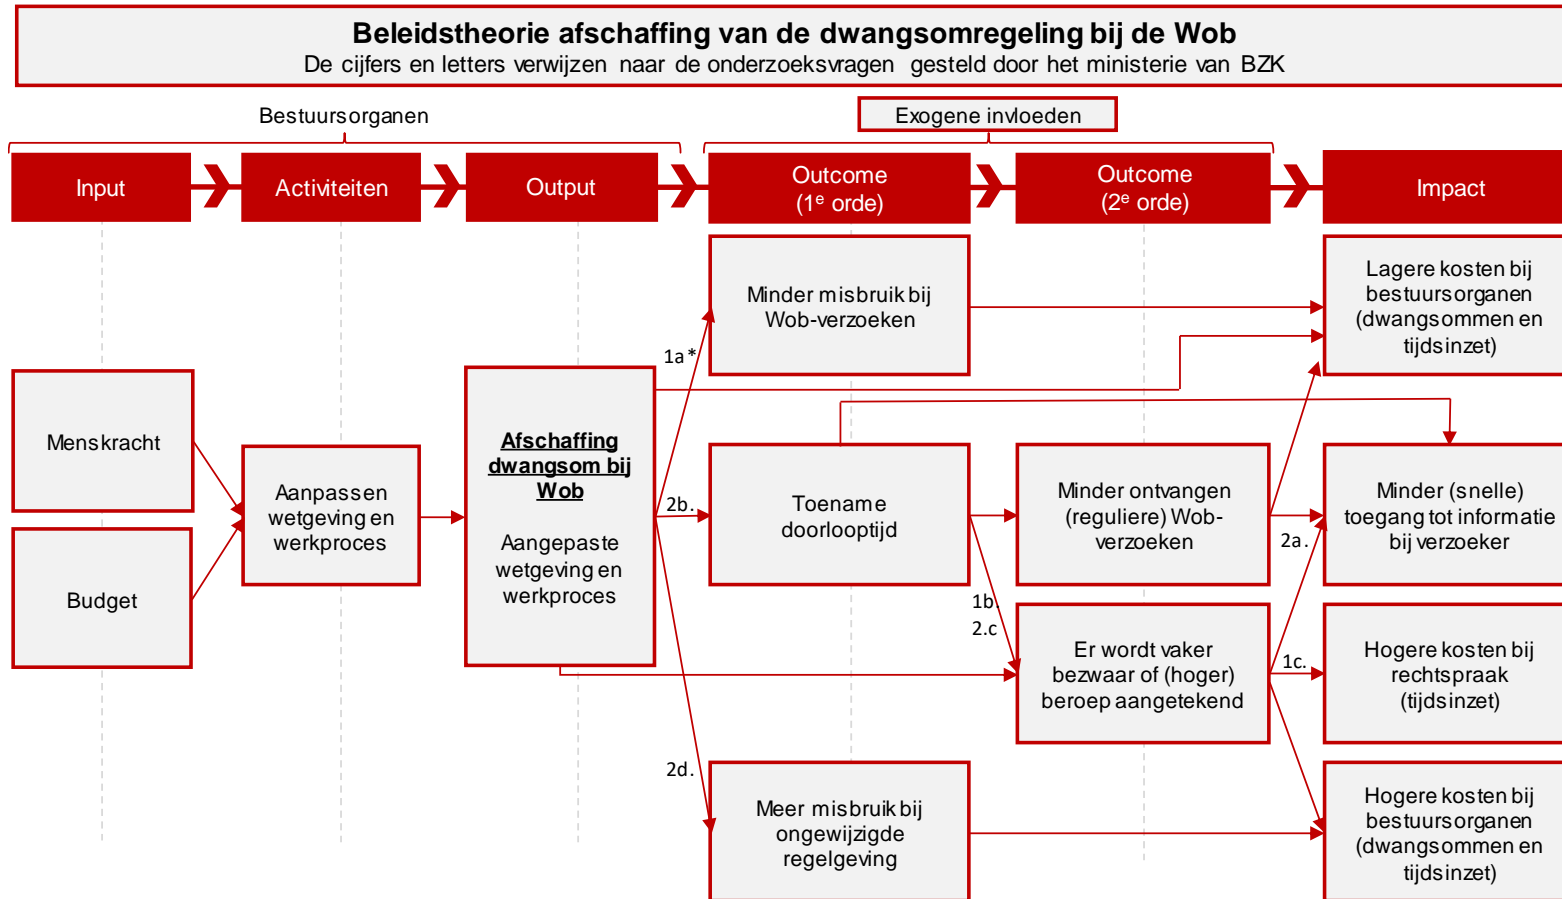 Beleidstheorie afschaffing van de dwangsomregeling bij de Wob
De cijfers en letters verwijzen naar de onderzoeksvragen gesteld door het ministerie van BZK
Bestuursorganen
Exogene invloeden
Input
Activiteiten
Output
Outcome
(1e orde)
Outcome
(2e orde)
Impact
Minder misbruik bij
Wob-verzoeken
Lagere kosten bij
bestuursorganen
(dwangsommen en
tijdsinzet)
1a*
Menskracht
Budget
Aanpassen
wetgeving en
werkproces
Afschaffing
dwangsom bij
Wob
Aangepaste
wetgeving en
werkproces
2b.
Toename
doorlooptijd
Minder ontvangen
(reguliere) Wob-
verzoeken
2a.
Minder (snelle)
toegang tot informatie
bij verzoeker
1b.
2.c
Er wordt vaker
bezwaar of (hoger)
beroep aangetekend
1c.
Hogere kosten bij
rechtspraak
(tijdsinzet)
2d.
Meer misbruik bij
ongewijzigde
regelgeving
Hogere kosten bij
bestuursorganen
(dwangsommen en
tijdsinzet)